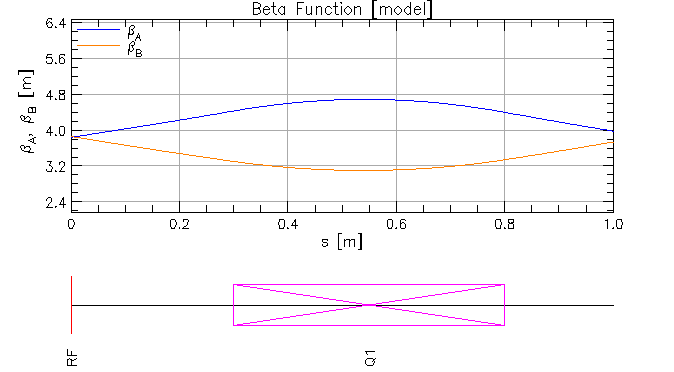 Beta Function [model]
β_A
β_B
β_A, β_B [m]
6.4
5.6
4.8
4.0
3.2
2.4
0 0.2 0.4 0.6 0.8 1.0
s [m]
RF Q1